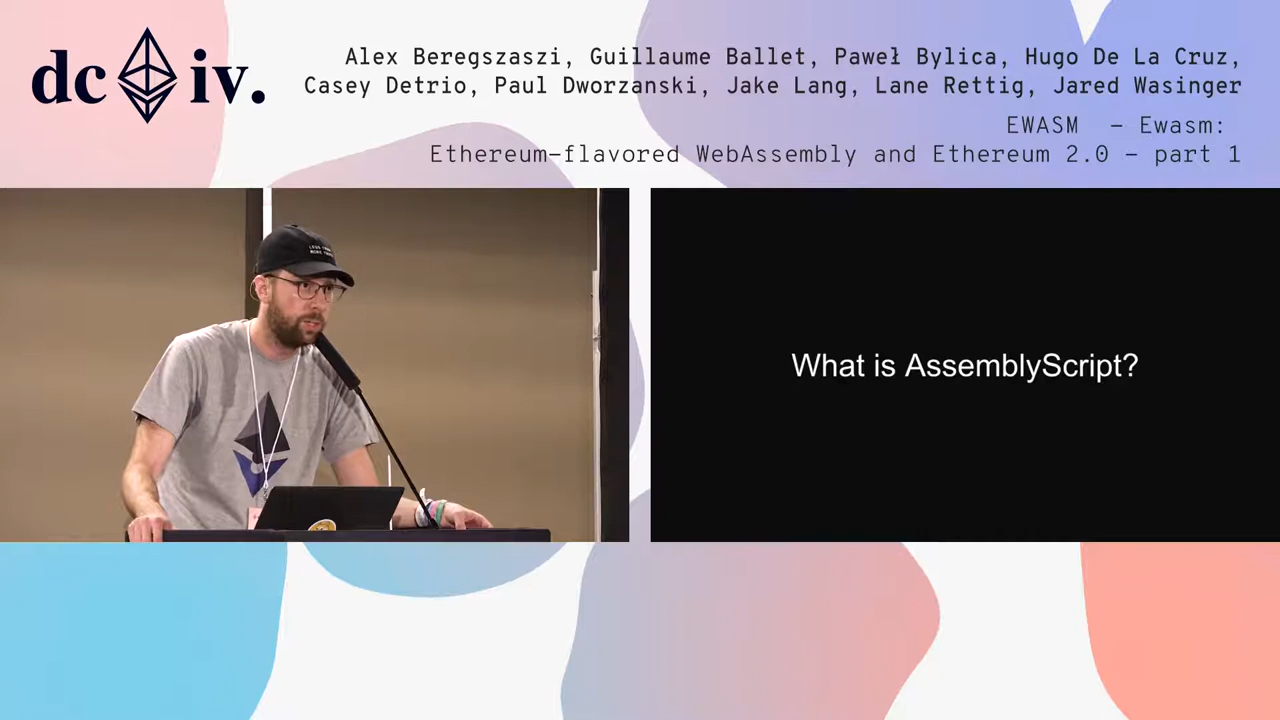 dc iv.
Alex Beregszaszi, Guillaume Ballet, Paweł Bylica, Hugo De La Cruz,
Casey Detrio, Paul Dworzanski, Jake Lang, Lane Rettig, Jared Wasinger
EWASM - Ewasm:
Ethereum-flavored WebAssembly and Ethereum 2.0 - part 1
What is AssemblyScript?